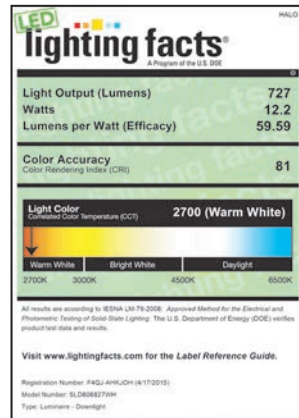 HALO
LED
lighting facts®
A Program of the U.S. DOE
Light Output (Lumens) 727
Watts 12.2
Lumens per Watt (Efficacy) 59.59
Color Accuracy 81
Color Rendering Index (CRI)
Light Color
Correlated Color Temperature (CCT) 2700 (Warm White)
Warm White Bright White Daylight
2700K 3000K 4500K 6500K
All results are according to IESNA LM-79-2008: Approved Method for the Electrical and
Photometric Testing of Solid-State Lighting. The U.S. Department of Energy (DOE) verifies
product test data and results.
Visit www.lightingfacts.com for the Label Reference Guide.
Registration Number: F4GJ-AHKJOH (4/17/2015)
Model Number: SLD606827WH
Type: Luminaire - Downlight